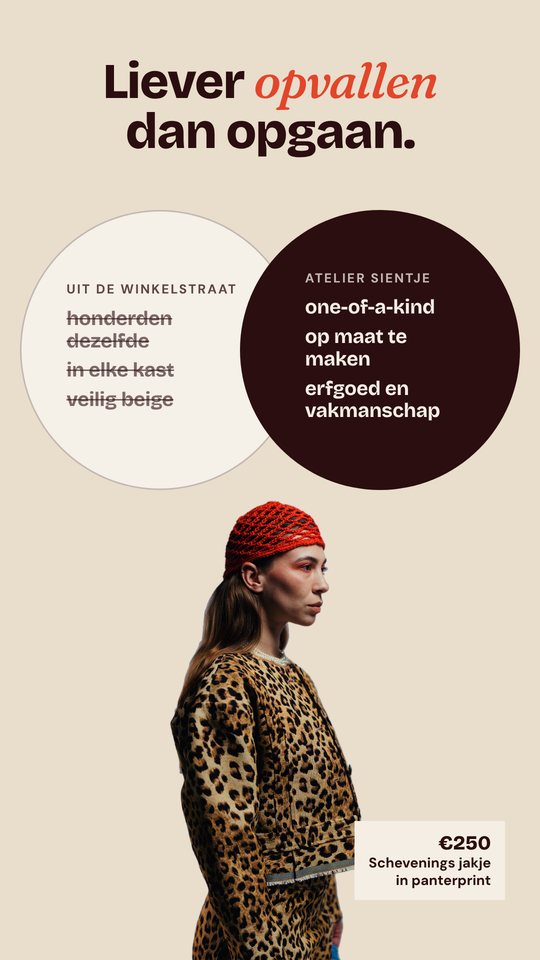 Liever opvallen
dan opgaan.
UIT DE WINKELSTRAAT
honderden
dezelfde
in elke kast
veilig beige
ATELIER SIENTJE
one-of-a-kind
op maat te
maken
erfgoed en
vakmanschap
€250
Schevenings jakje
in panterprint